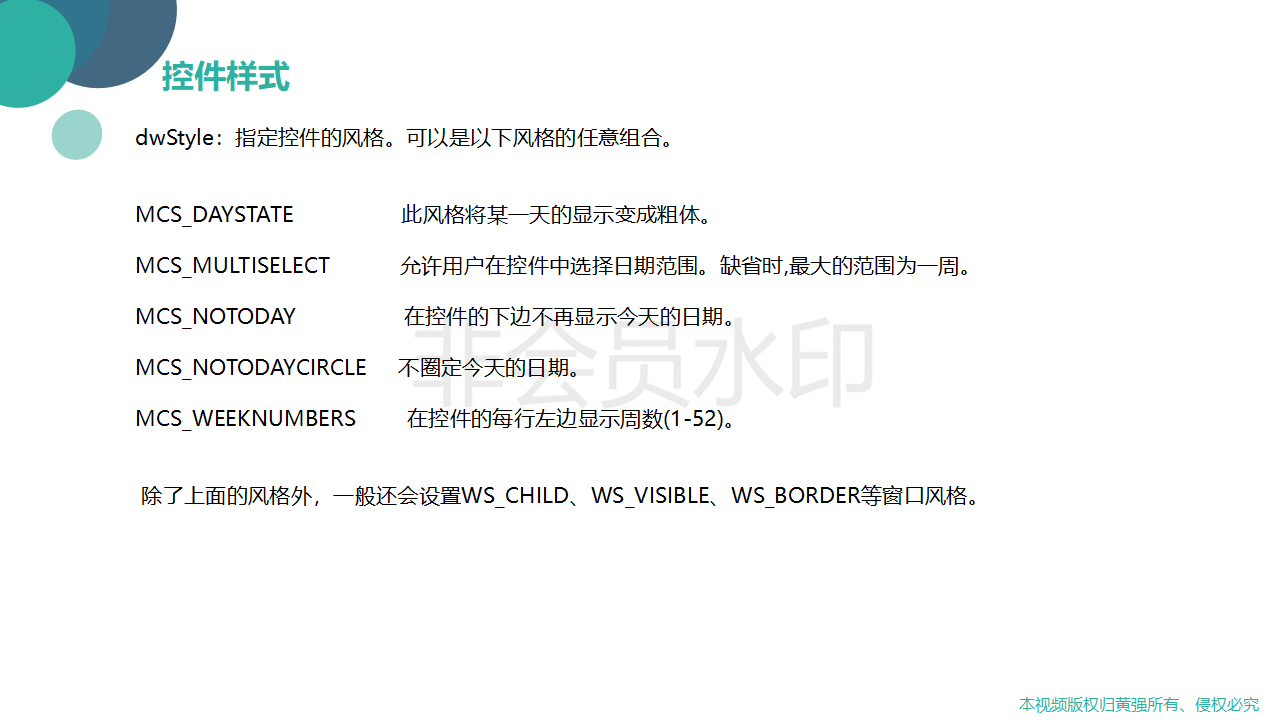 控件样式
dwStyle：指定控件的风格。可以是以下风格的任意组合。
MCS_DAYSTATE 此风格将某一天的显示变成粗体。
MCS_MULTISELECT 允许用户在控件中选择日期范围。缺省时,最大的范围为一周。
MCS_NOTODAY 在控件的下边不再显示今天的日期。
MCS_NOTODAYCIRCLE 不圈定今天的日期。
非会员水印
MCS_WEEKNUMBERS 在控件的每行左边显示周数(1-52)。
除了上面的风格外，一般还会设置WS_CHILD、WS_VISIBLE、WS_BORDER等窗口风格。
本视频版权归黄强所有、侵权必究